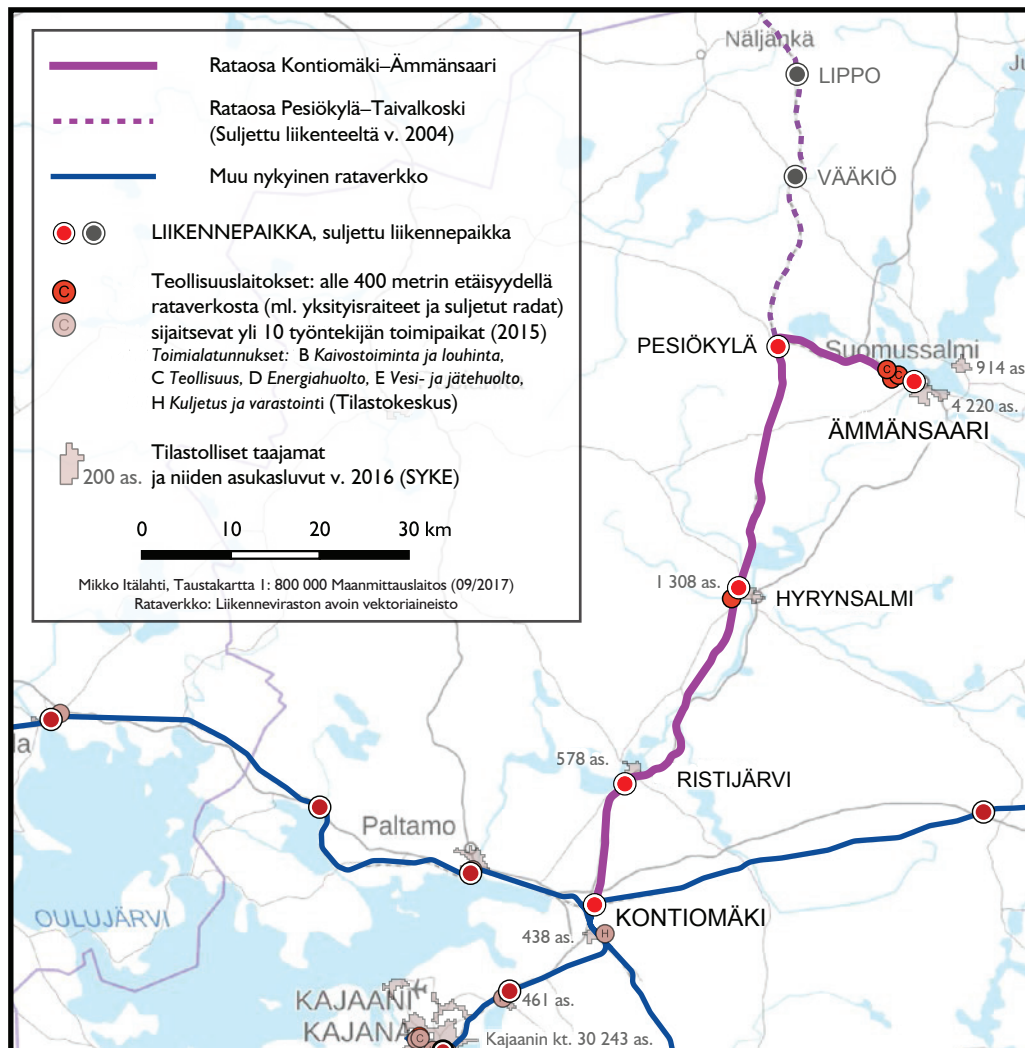 Rataosa Kontiomäki–Ämmänsaari
Rataosa Pesiökylä–Taivalkoski
(Suljettu liikenteeltä v. 2004)
Muu nykyinen rataverkko
LIIKENNEPAIKKA, suljettu liikennepaikka
C
C
Teollisuuslaitokset: alle 400 metrin etäisyydellä
rataverkosta (ml. yksityisraiteet ja suljetut radat)
sijaitsevat yli 10 työntekijän toimipaikat (2015)
Toimialatunnukset: B Kaivostoiminta ja louhinta,
C Teollisuus, D Energiahuolto, E Vesi- ja jätehuolto,
H Kuljetus ja varastointi (Tilastokeskus)
200 as.
Tilastolliset taajamat
ja niiden asukasluvut v. 2016 (SYKE)
0 10 20 30 km
Mikko Itälahti, Taustakartta 1: 800 000 Maanmittauslaitos (09/2017)
Rataverkko: Liikenneviraston avoin vektoriaineisto
Näljänkä
LIPPO
Ju
VÄÄKIÖ
PESIÖKYLÄ
Suomussalmi
914 as.
C
C
4 220 as.
ÄMMÄNSAARI
1 308 as.
HYRYNSALMI
la
578 as.
RISTIJÄRVI
Paltamo
OULUJÄRVI
KONTIOMÄKI
438 as.
H
KAJAANI
461 as.
KAJANA
C
Kajaanin kt. 30 243 as.